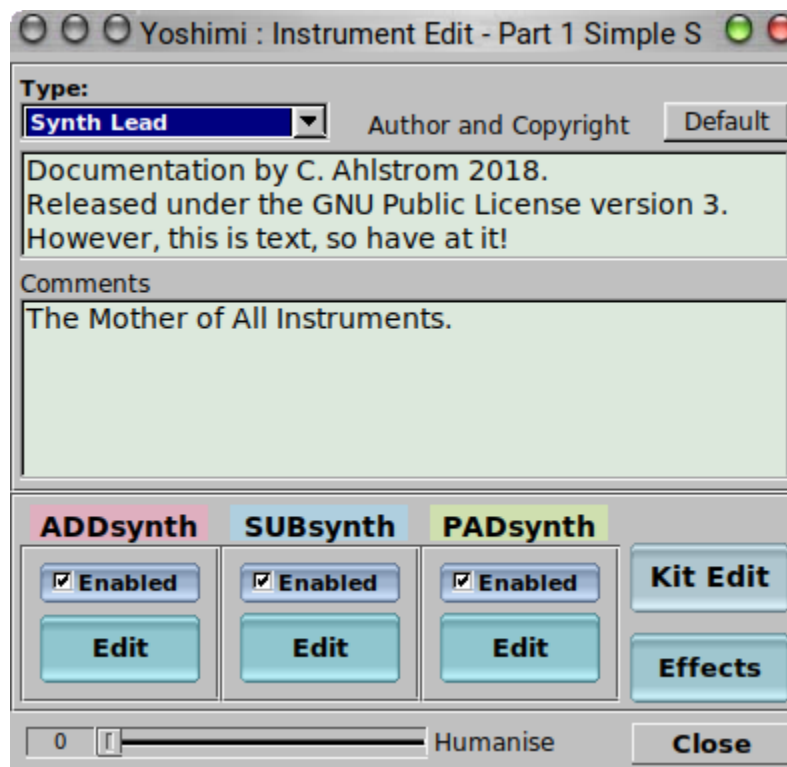 Yoshimi : Instrument Edit - Part 1 Simple S
Type:
Synth Lead
Author and Copyright
Default
Documentation by C. Ahlstrom 2018.
Released under the GNU Public License version 3.
However, this is text, so have at it!
Comments
The Mother of All Instruments.
ADDsynth SUBsynth PADsynth
Enabled Enabled Enabled
Kit Edit
Edit Edit Edit
Effects
0 Humanise Close